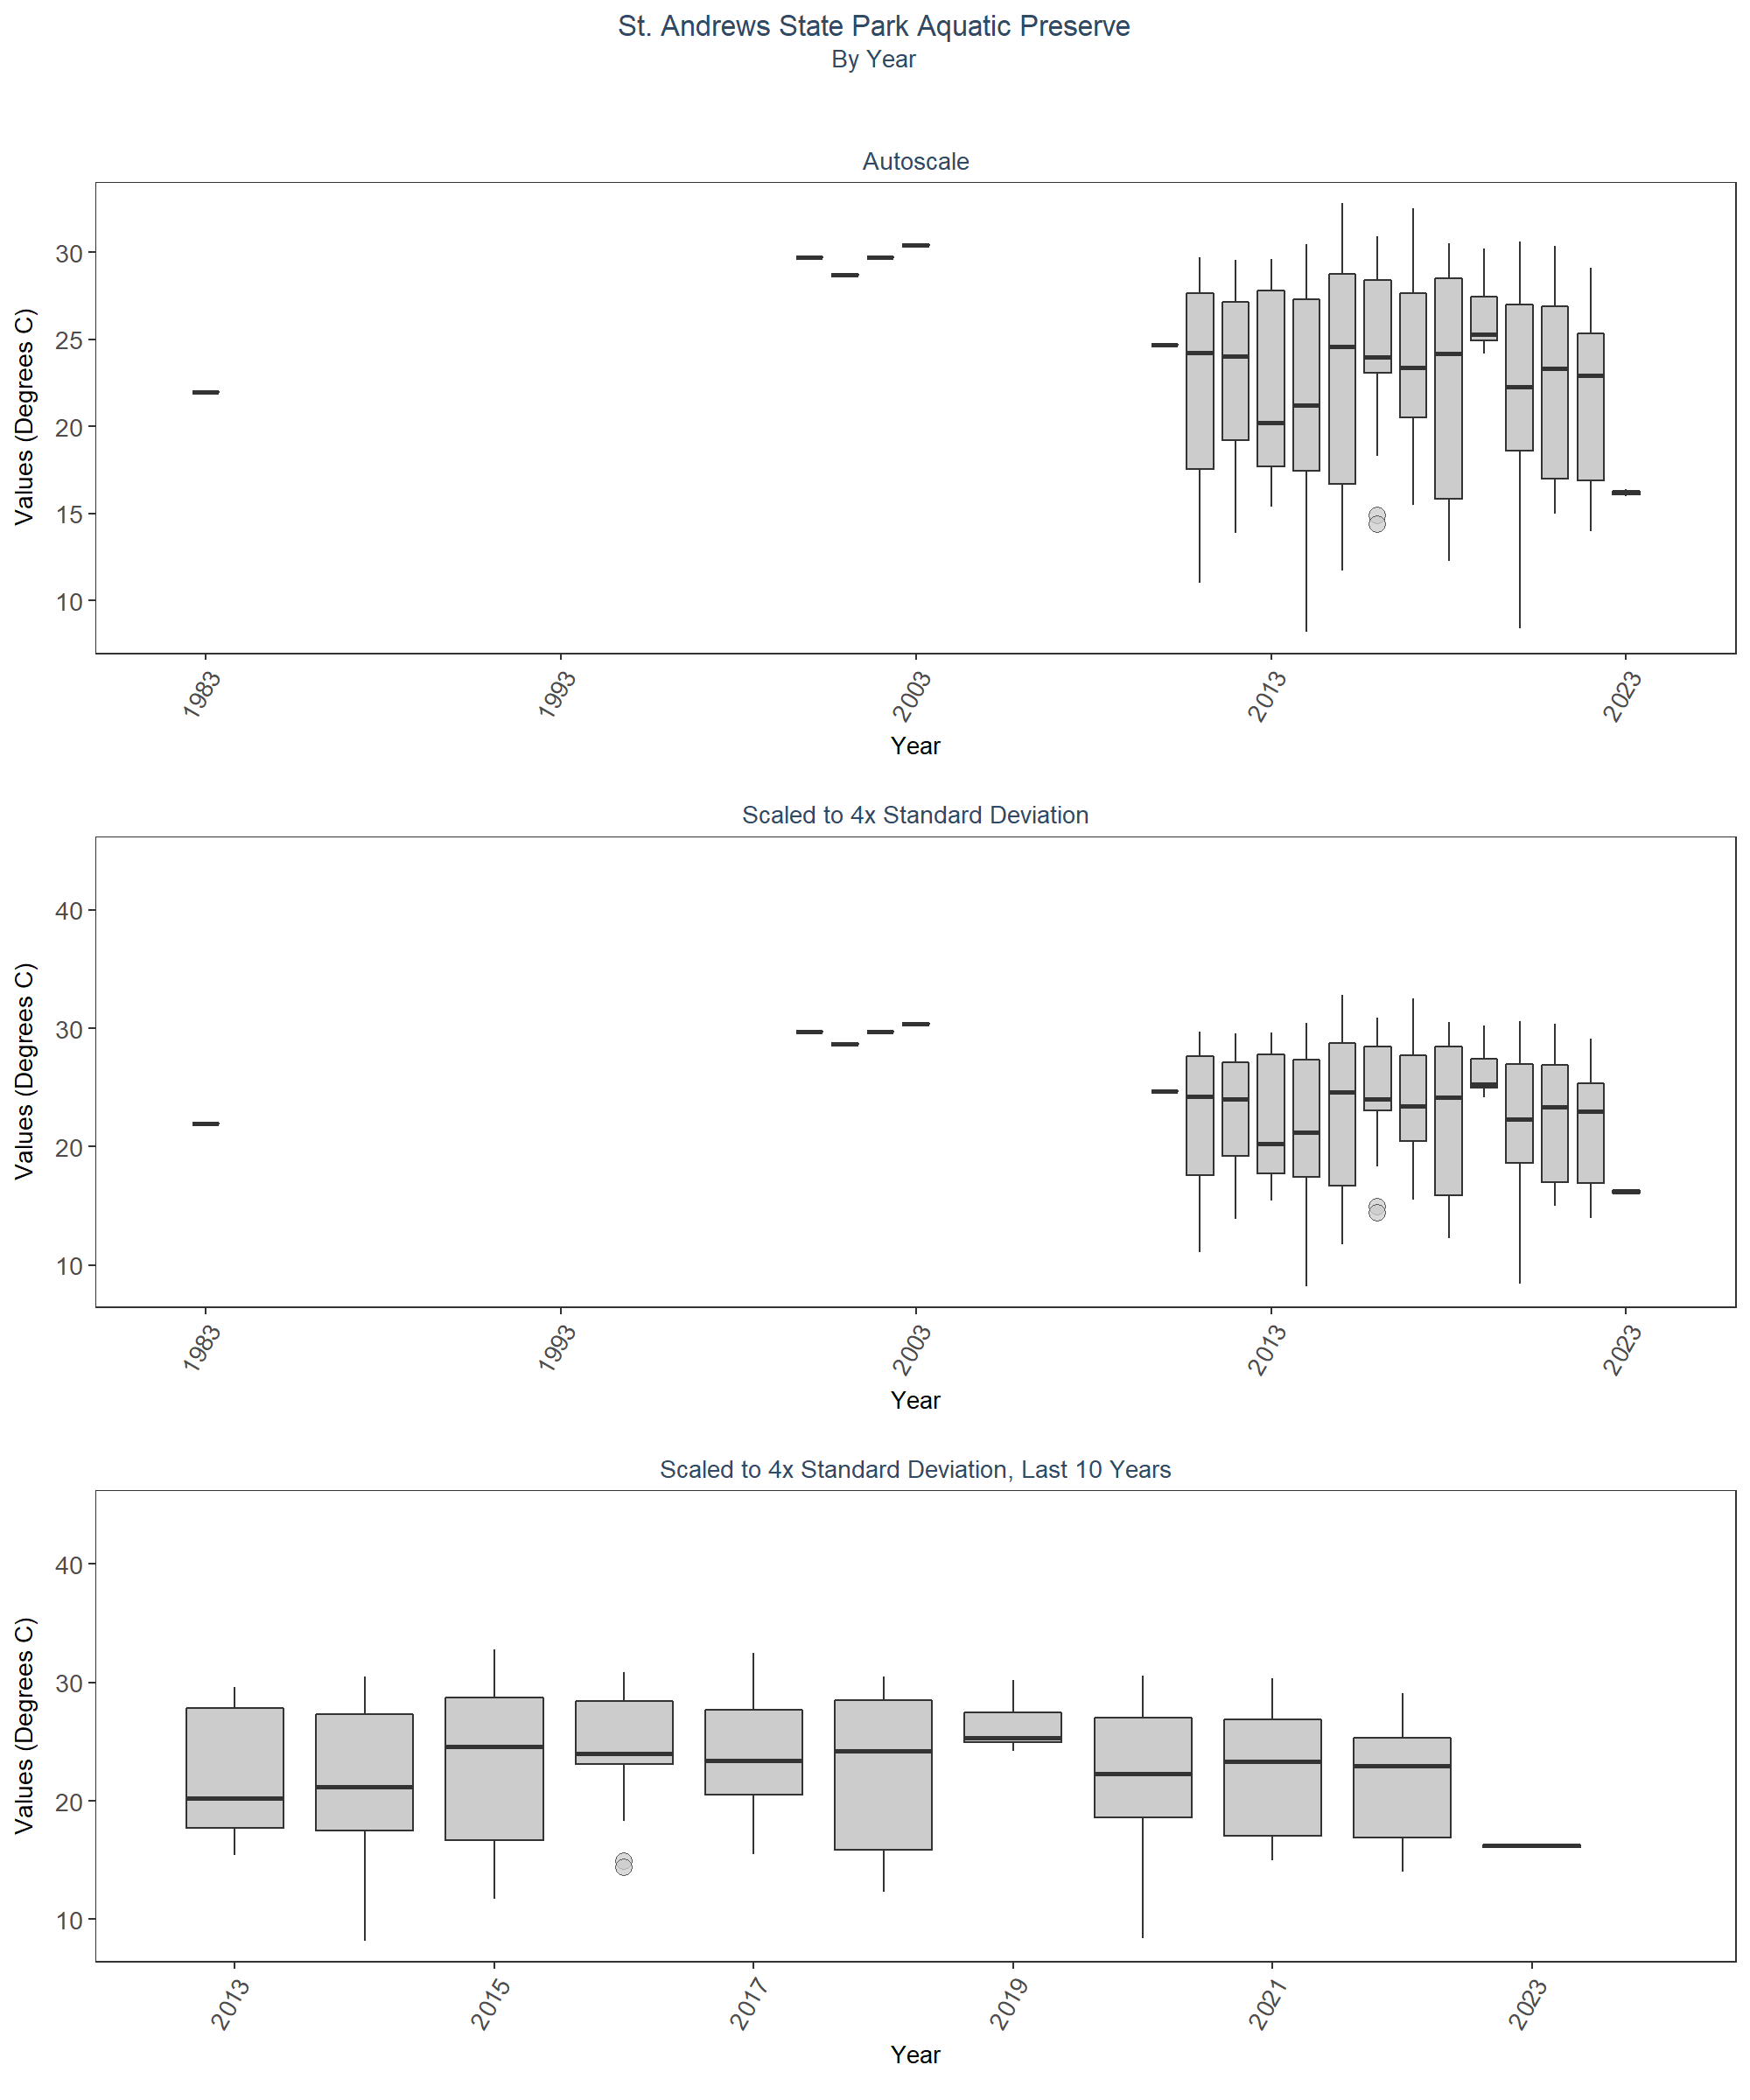 St. Andrews State Park Aquatic Preserve
By Year
Autoscale
Values (Degrees C)
30
25
20
15
10
1983
1993
2003
2013
2023
Year
Scaled to 4x Standard Deviation
Values (Degrees C)
40
30
20
10
1983
1993
2003
2013
2023
Year
Scaled to 4x Standard Deviation, Last 10 Years
Values (Degrees C)
40
30
20
10
2013
2015
2017
2019
2021
2023
Year